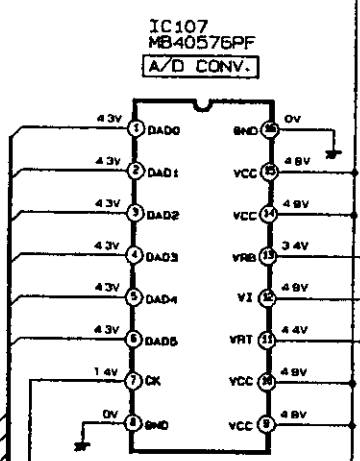 IC107
MB40576PF
A/D CONV.
4.3V 1 DAD0 GND 16 0V
4.3V 2 DAD1 VCC 15 4.9V
4.3V 3 DAD2 VCC 14 4.9V
4.3V 4 DAD3 VRB 13 3.4V
4.3V 5 DAD4 VI 12 4.9V
4.3V 6 DAD5 VRT 11 4.4V
1.4V 7 CK VCC 10 4.9V
0V 8 GND VCC 9 4.9V